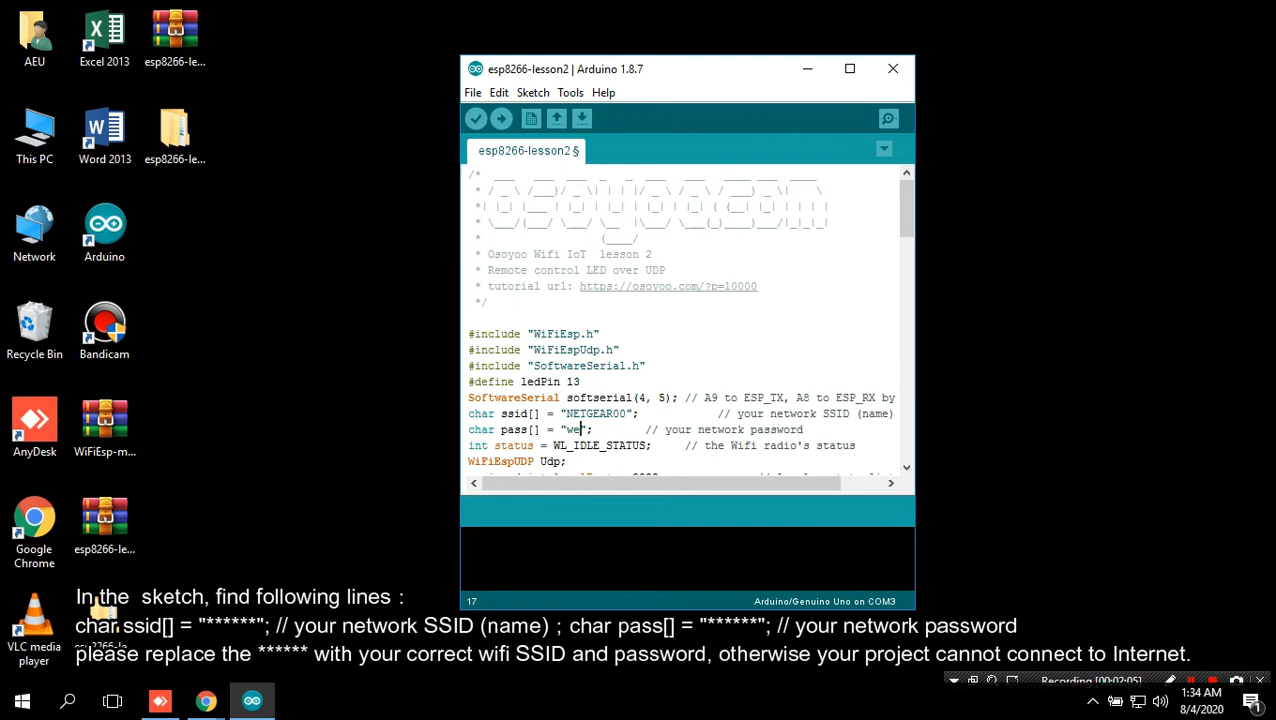 AEU
Excel 2013
esp8266-le...
This PC
Word 2013
esp8266-le...
Network
Arduino
Recycle Bin
Bandicam
AnyDesk
WiFiEsp-m...
Google
Chrome
esp8266-le...
VLC media
player
esp8266-lesson2 | Arduino 1.8.7
File Edit Sketch Tools Help
esp8266-lesson2 §
/*
* Osoyoo Wifi IoT lesson 2
* Remote control LED over UDP
* tutorial url: https://osoyoo.com/?p=10000
*/
#include "WiFiEsp.h"
#include "WiFiEspUdp.h"
#include "SoftwareSerial.h"
#define ledPin 13
SoftwareSerial softserial(4, 5); // A9 to ESP_TX, A8 to ESP_RX by
char ssid[] = "NETGEAR00"; // your network SSID (name)
char pass[] = "we"; // your network password
int status = WL_IDLE_STATUS; // the Wifi radio's status
WiFiEspUDP Udp;
17
Arduino/Genuino Uno on COM3
In the sketch, find following lines :
char ssid[] = "******"; // your network SSID (name) ; char pass[] = "******"; // your network password
please replace the ****** with your correct wifi SSID and password, otherwise your project cannot connect to Internet.
Recording [00:02:05]
1:34 AM
8/4/2020
1